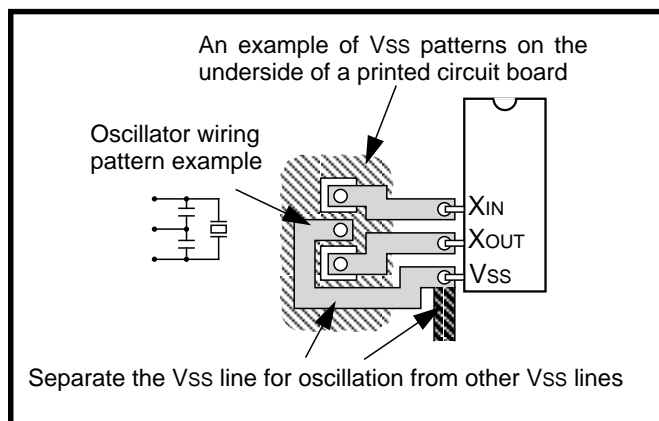 An example of VSS patterns on the
underside of a printed circuit board
Oscillator wiring
pattern example
XIN
XOUT
VSS
Separate the VSS line for oscillation from other VSS lines